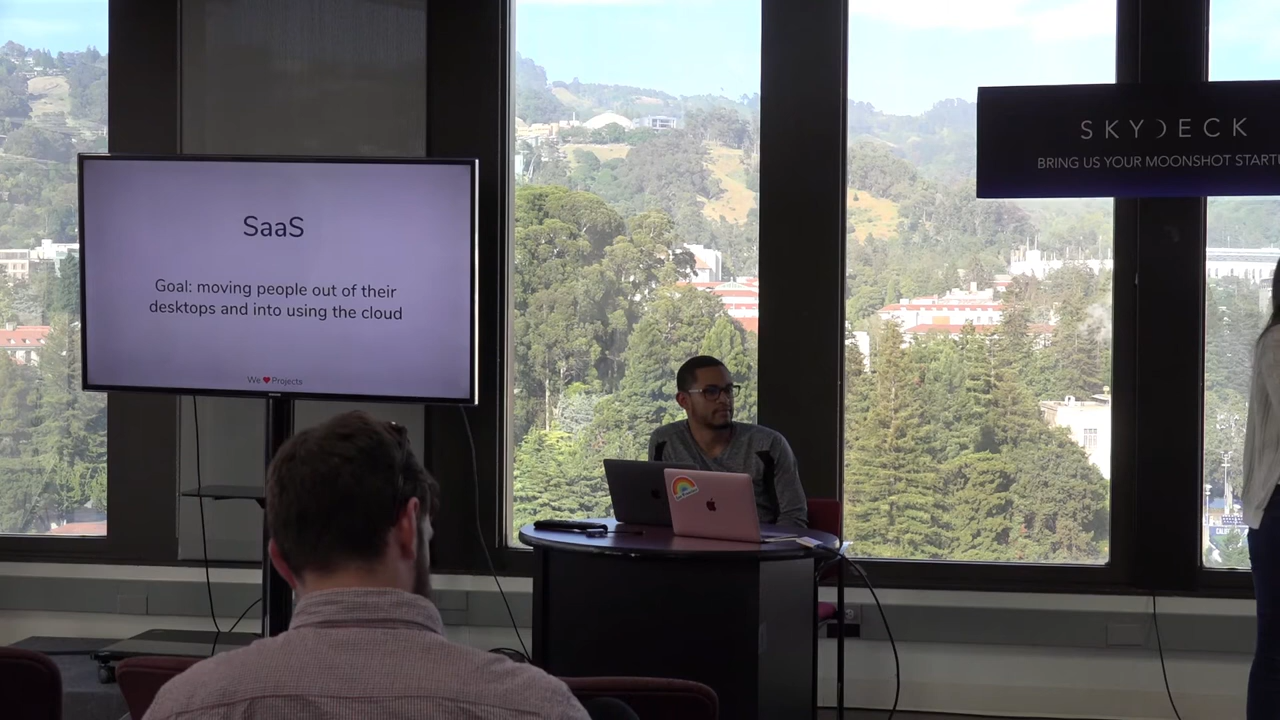 SaaS
Goal: moving people out of their
desktops and into using the cloud
We ❤ Projects
SKYDECK
BRING US YOUR MOONSHOT STARTU